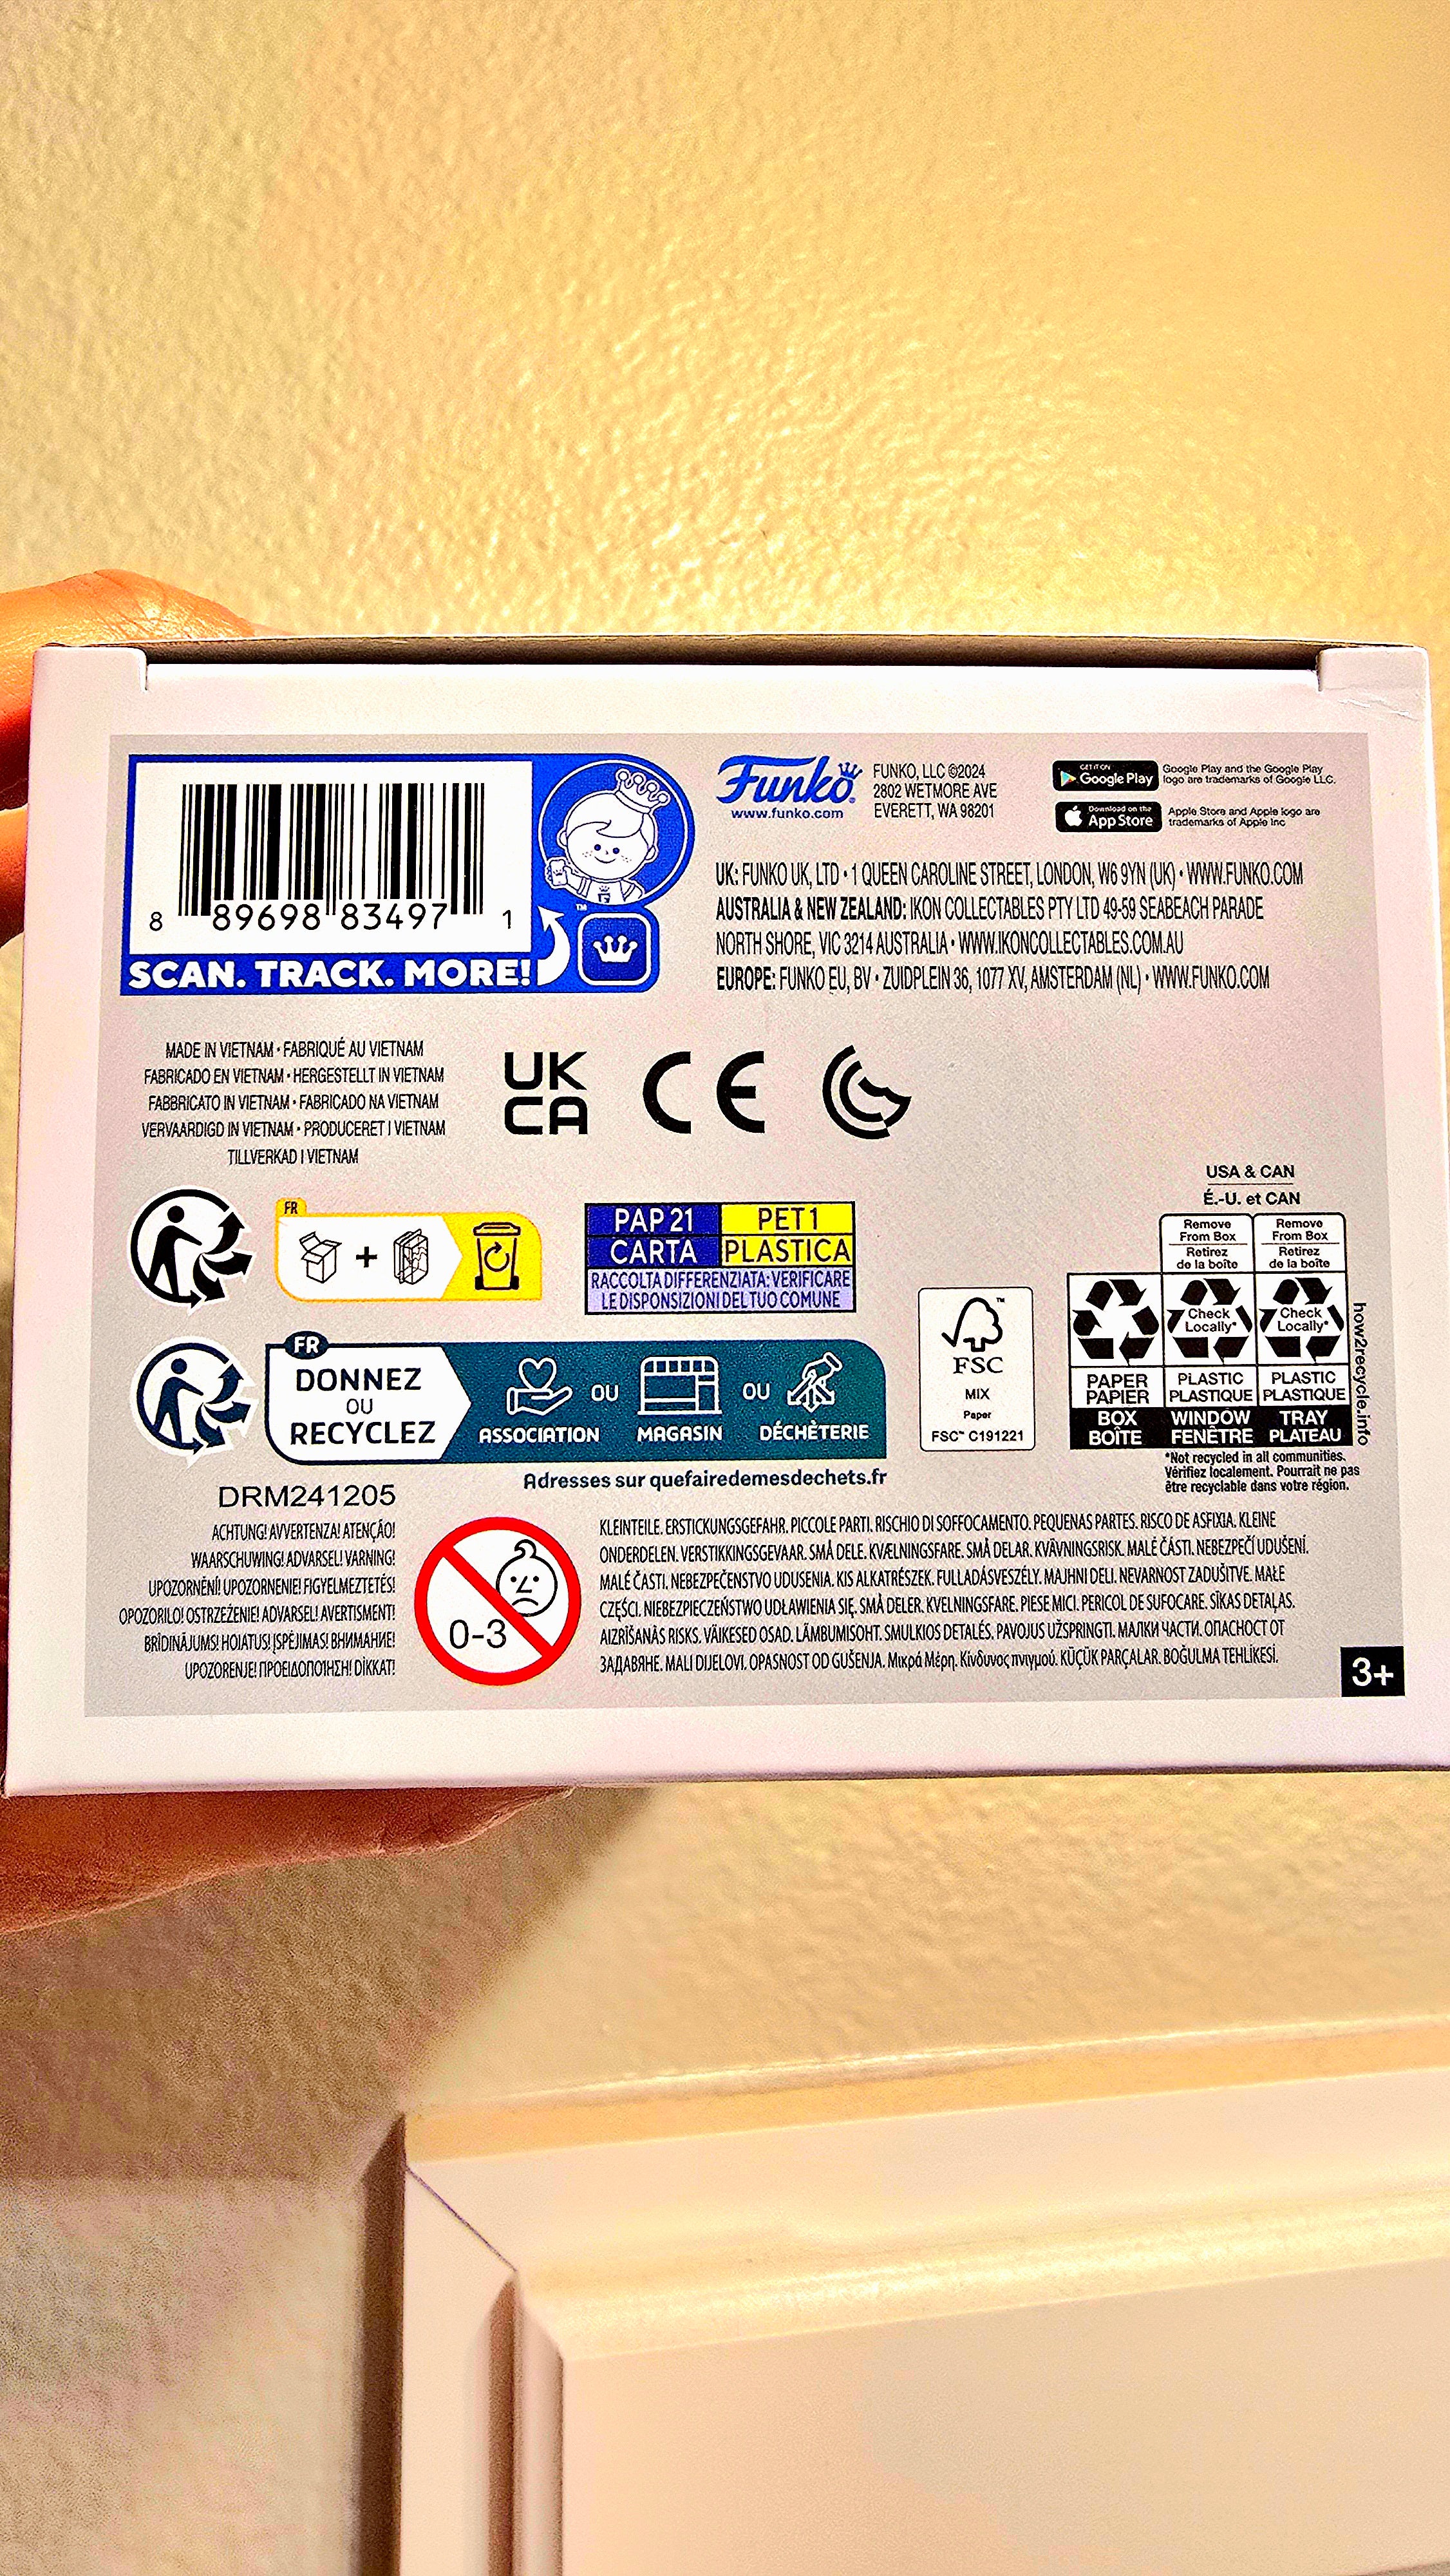 8 89698 83497 1
SCAN. TRACK. MORE!
™
Funko®
www.funko.com
FUNKO, LLC ©2024
2802 WETMORE AVE
EVERETT, WA 98201
GET IT ON
Google Play
Google Play and the Google Play
logo are trademarks of Google LLC.
Download on the
App Store
Apple Store and Apple logo are
trademarks of Apple Inc
UK: FUNKO UK, LTD • 1 QUEEN CAROLINE STREET, LONDON, W6 9YN (UK) • WWW.FUNKO.COM
AUSTRALIA & NEW ZEALAND: IKON COLLECTABLES PTY LTD 49-59 SEABEACH PARADE
NORTH SHORE, VIC 3214 AUSTRALIA • WWW.IKONCOLLECTABLES.COM.AU
EUROPE: FUNKO EU, BV • ZUIDPLEIN 36, 1077 XV, AMSTERDAM (NL) • WWW.FUNKO.COM
MADE IN VIETNAM • FABRIQUÉ AU VIETNAM
FABRICADO EN VIETNAM • HERGESTELLT IN VIETNAM
FABBRICATO IN VIETNAM • FABRICADO NA VIETNAM
VERVAARDIGD IN VIETNAM • PRODUCERET I VIETNAM
TILLVERKAD I VIETNAM
UK
CA
CE
FR
+
PAP 21
CARTA
PET 1
PLASTICA
RACCOLTA DIFFERENZIATA: VERIFICARE
LE DISPONSIZIONI DEL TUO COMUNE
FR
DONNEZ
OU
RECYCLEZ
ASSOCIATION
OU
MAGASIN
OU
DÉCHÈTERIE
Adresses sur quefairedemesdechets.fr
FSC™
MIX
Paper
FSC™ C191221
USA & CAN
É.-U. et CAN
Remove
From Box
Retirez
de la boîte
Remove
From Box
Retirez
de la boîte
Check
Locally*
Check
Locally*
PAPER
PAPIER
PLASTIC
PLASTIQUE
PLASTIC
PLASTIQUE
BOX
BOÎTE
WINDOW
FENÊTRE
TRAY
PLATEAU
how2recycle.info
*Not recycled in all communities.
Vérifiez localement. Pourrait ne pas
être recyclable dans votre région.
DRM241205
ACHTUNG! AVVERTENZA! ATENÇÃO!
WAARSCHUWING! ADVARSEL! VARNING!
UPOZORNĚNÍ! UPOZORNENIE! FIGYELMEZTETÉS!
OPOZORILO! OSTRZEŻENIE! ADVARSEL! AVERTISMENT!
BRĪDINĀJUMS! HOIATUS! ĮSPĖJIMAS! ВНИМАНИЕ!
UPOZORENJE! ΠΡΟΕΙΔΟΠΟΊΗΣΗ! DİKKAT!
0-3
KLEINTEILE. ERSTICKUNGSGEFAHR. PICCOLE PARTI. RISCHIO DI SOFFOCAMENTO. PEQUENAS PARTES. RISCO DE ASFIXIA. KLEINE
ONDERDELEN. VERSTIKKINGSGEVAAR. SMÅ DELE. KVÆLNINGSFARE. SMÅ DELAR. KVÄVNINGSRISK. MALÉ ČÁSTI. NEBEZPEČÍ UDUŠENÍ.
MALÉ ČASTI. NEBEZPEČENSTVO UDUSENIA. KIS ALKATRÉSZEK. FULLADÁSVESZÉLY. MAJHNI DELI. NEVARNOST ZADUŠITVE. MAŁE
CZĘŚCI. NIEBEZPIECZEŃSTWO UDŁAWIENIA SIĘ. SMÅ DELER. KVELNINGSFARE. PIESE MICI. PERICOL DE SUFOCARE. SĪKAS DETAĻAS.
AIZRĪŠANĀS RISKS. VÄIKESED OSAD. LÄMBUMISOHT. SMULKIOS DETALĖS. PAVOJUS UŽSPRINGTI. МАЛКИ ЧАСТИ. ОПАСНОСТ ОТ
ЗАДАВЯНЕ. MALI DIJELOVI. OPASNOST OD GUŠENJA. Μικρά Μέρη. Κίνδυνος πνιγμού. KÜÇÜK PARÇALAR. BOĞULMA TEHLİKESİ.
3+